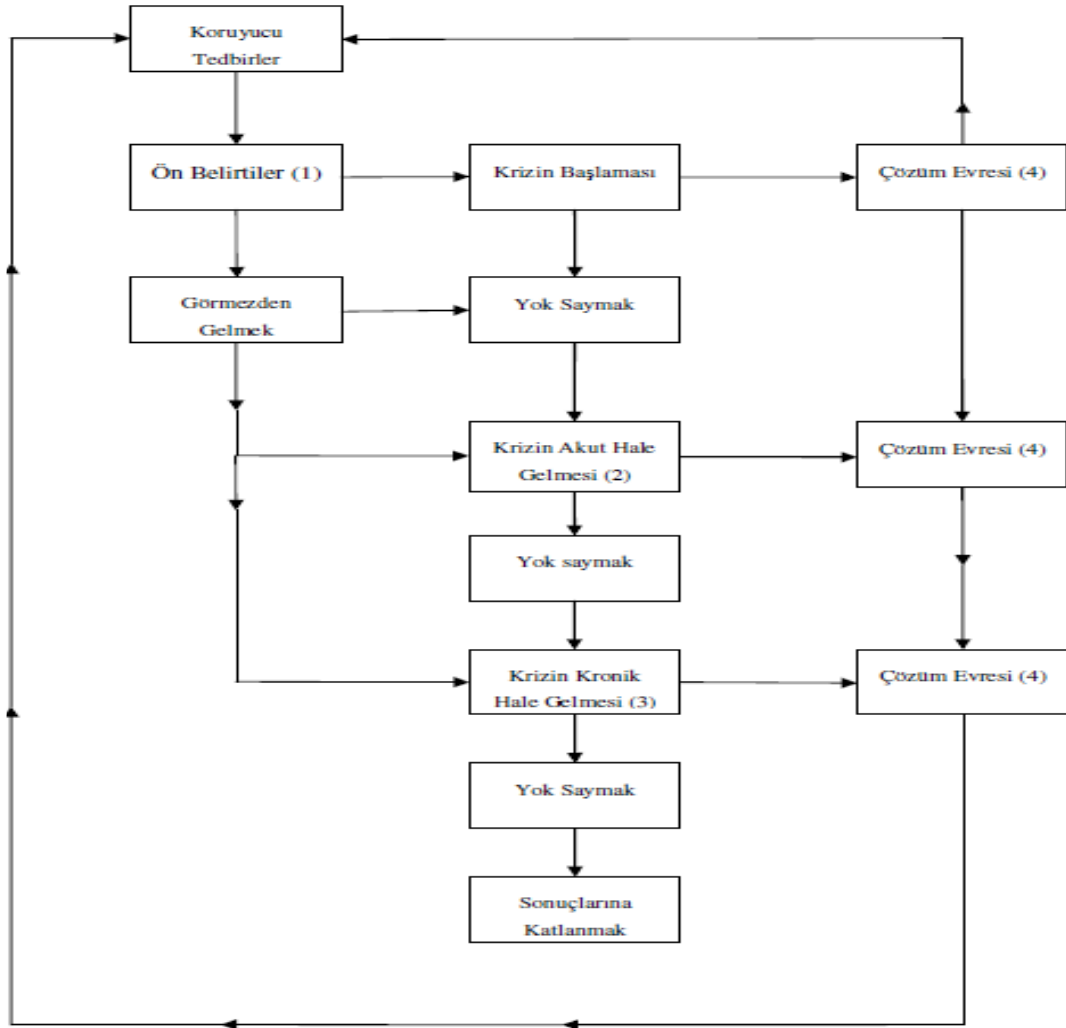 Koruyucu
Tedbirler
Ön Belirtiler (1)
Krizin Başlaması
Çözüm Evresi (4)
Görmezden
Gelmek
Yok Saymak
Krizin Akut Hale
Gelmesi (2)
Çözüm Evresi (4)
Yok saymak
Krizin Kronik
Hale Gelmesi (3)
Çözüm Evresi (4)
Yok Saymak
Sonuçlarına
Katlanmak